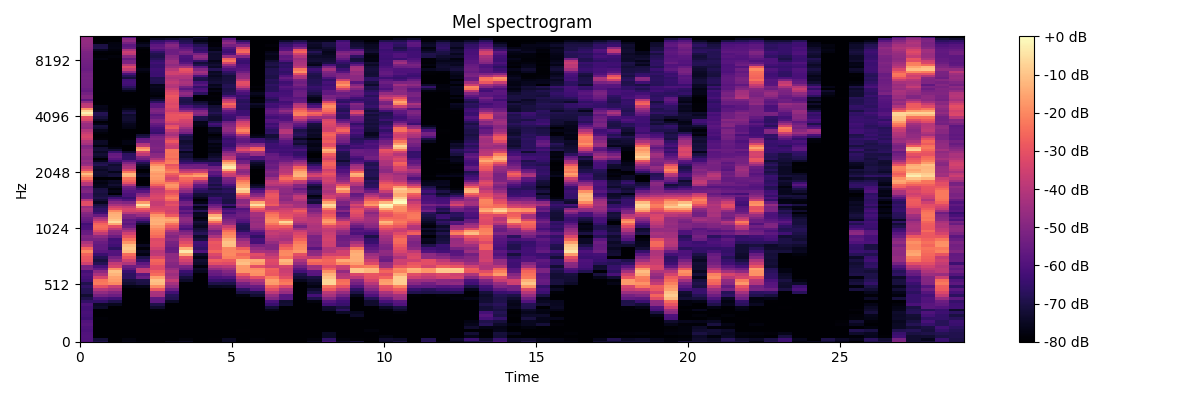 Mel spectrogram
Hz
8192
4096
2048
1024
512
0
0 5 10 15 20 25
Time
+0 dB
-10 dB
-20 dB
-30 dB
-40 dB
-50 dB
-60 dB
-70 dB
-80 dB